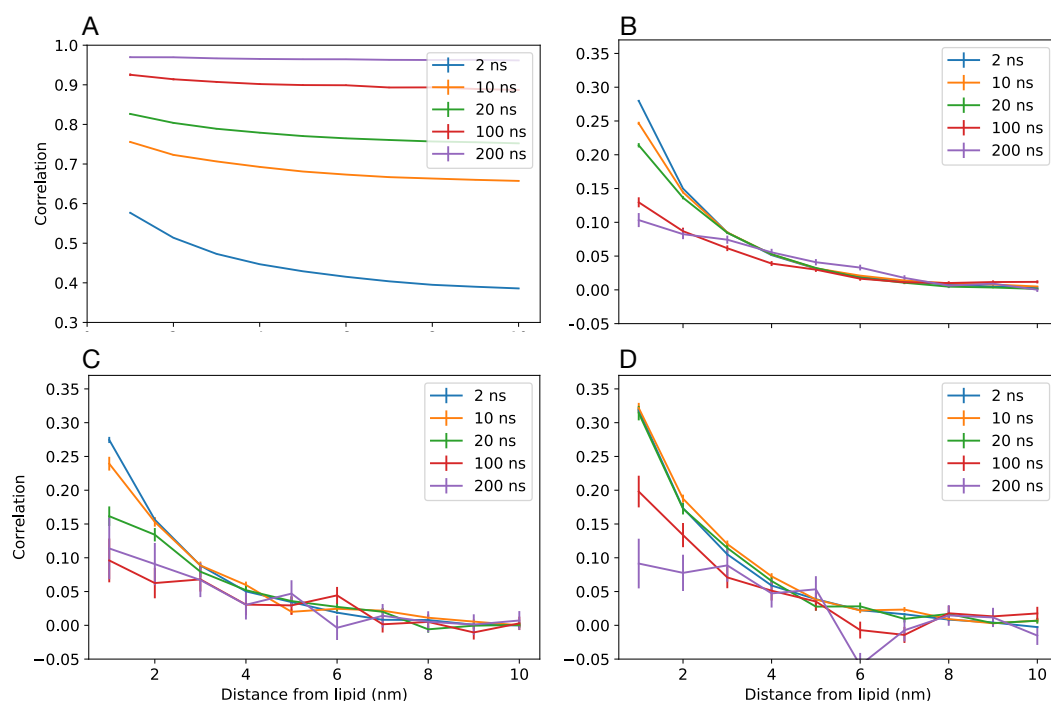 A
1.0
0.9
0.8
0.7
0.6
0.5
0.4
0.3
Correlation
2 ns
10 ns
20 ns
100 ns
200 ns
B
0.35
0.30
0.25
0.20
0.15
0.10
0.05
0.00
−0.05
2 ns
10 ns
20 ns
100 ns
200 ns
C
0.35
0.30
0.25
0.20
0.15
0.10
0.05
0.00
−0.05
Correlation
2 ns
10 ns
20 ns
100 ns
200 ns
2 4 6 8 10
Distance from lipid (nm)
D
0.35
0.30
0.25
0.20
0.15
0.10
0.05
0.00
−0.05
2 ns
10 ns
20 ns
100 ns
200 ns
2 4 6 8 10
Distance from lipid (nm)